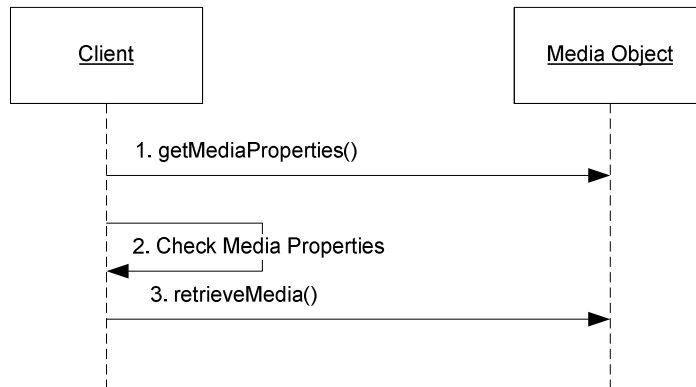 Client
Media Object
1. getMediaProperties()
2. Check Media Properties
3. retrieveMedia()